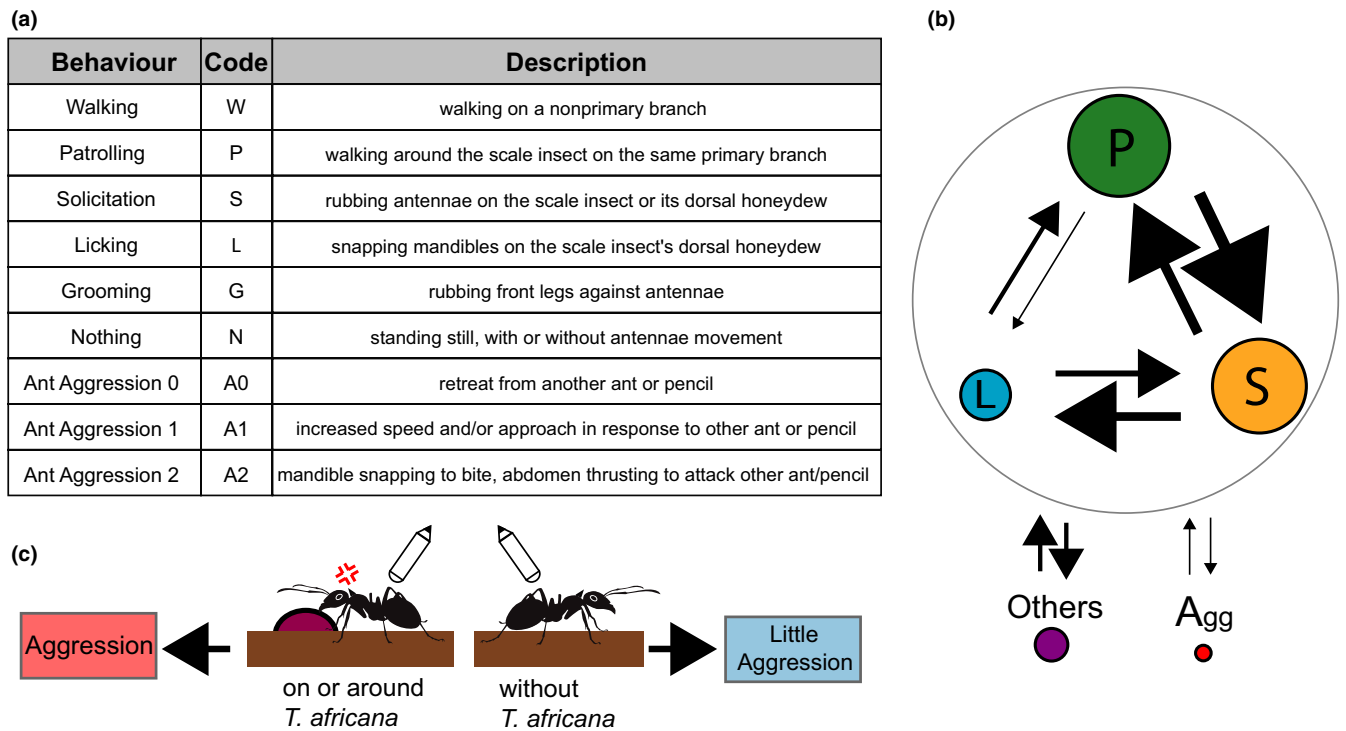 (a)
Behaviour Code Description
Walking W walking on a nonprimary branch
Patrolling P walking around the scale insect on the same primary branch
Solicitation S rubbing antennae on the scale insect or its dorsal honeydew
Licking L snapping mandibles on the scale insect's dorsal honeydew
Grooming G rubbing front legs against antennae
Nothing N standing still, with or without antennae movement
Ant Aggression 0 A0 retreat from another ant or pencil
Ant Aggression 1 A1 increased speed and/or approach in response to other ant or pencil
Ant Aggression 2 A2 mandible snapping to bite, abdomen thrusting to attack other ant/pencil
(b)
P
L
S
Others
Agg
(c)
Aggression
on or around
T. africana
without
T. africana
Little
Aggression